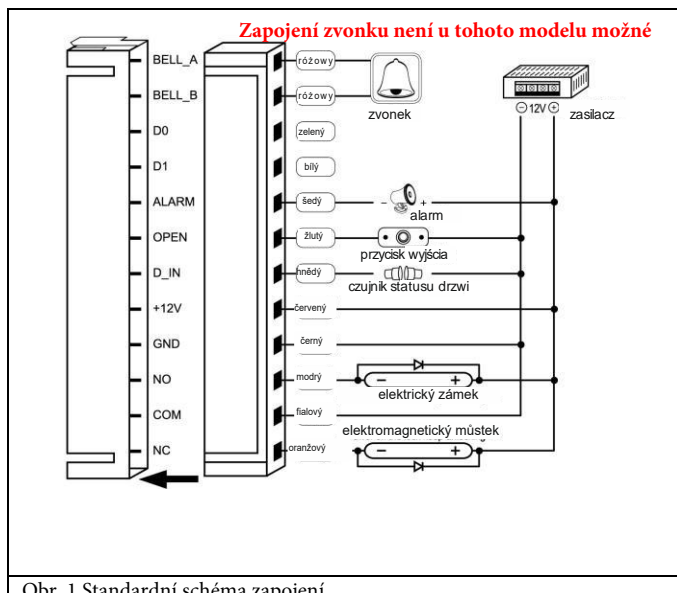 Zapojení zvonku není u tohoto modelu možné
BELL_A
różowy
BELL_B
różowy
zvonek
12V
zasilacz
D0
zelený
D1
bílý
ALARM
šedý
- +
alarm
OPEN
žlutý
przycisk wyjścia
D_IN
hnědý
czujnik statusu drzwi
+12V
červený
GND
černý
NO
modrý
- +
elektrický zámek
COM
fialový
elektromagnetický můstek
NC
oranžový
- +
Obr. 1 Standardní schéma zapojení